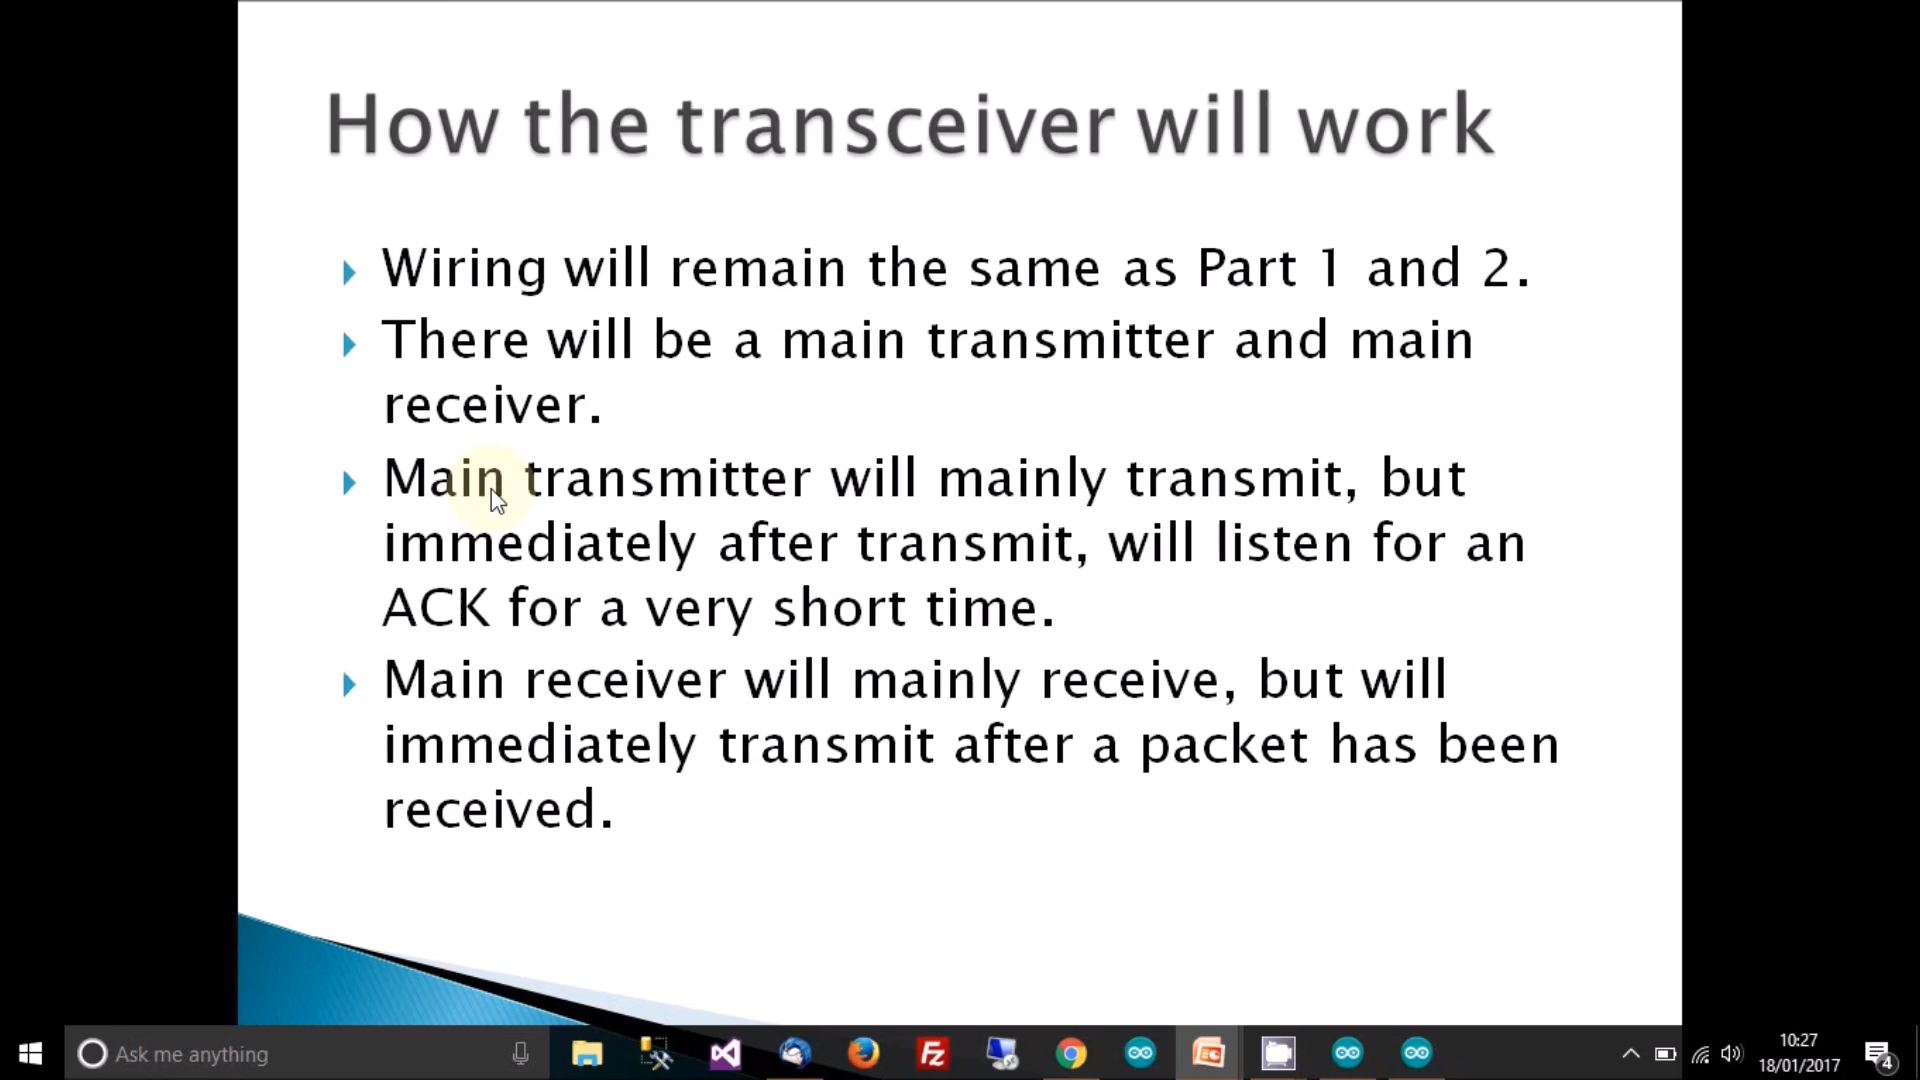 How the transceiver will work
Wiring will remain the same as Part 1 and 2.
There will be a main transmitter and main
receiver.
Main transmitter will mainly transmit, but
immediately after transmit, will listen for an
ACK for a very short time.
Main receiver will mainly receive, but will
immediately transmit after a packet has been
received.
Ask me anything
Fz
10:27
18/01/2017
4